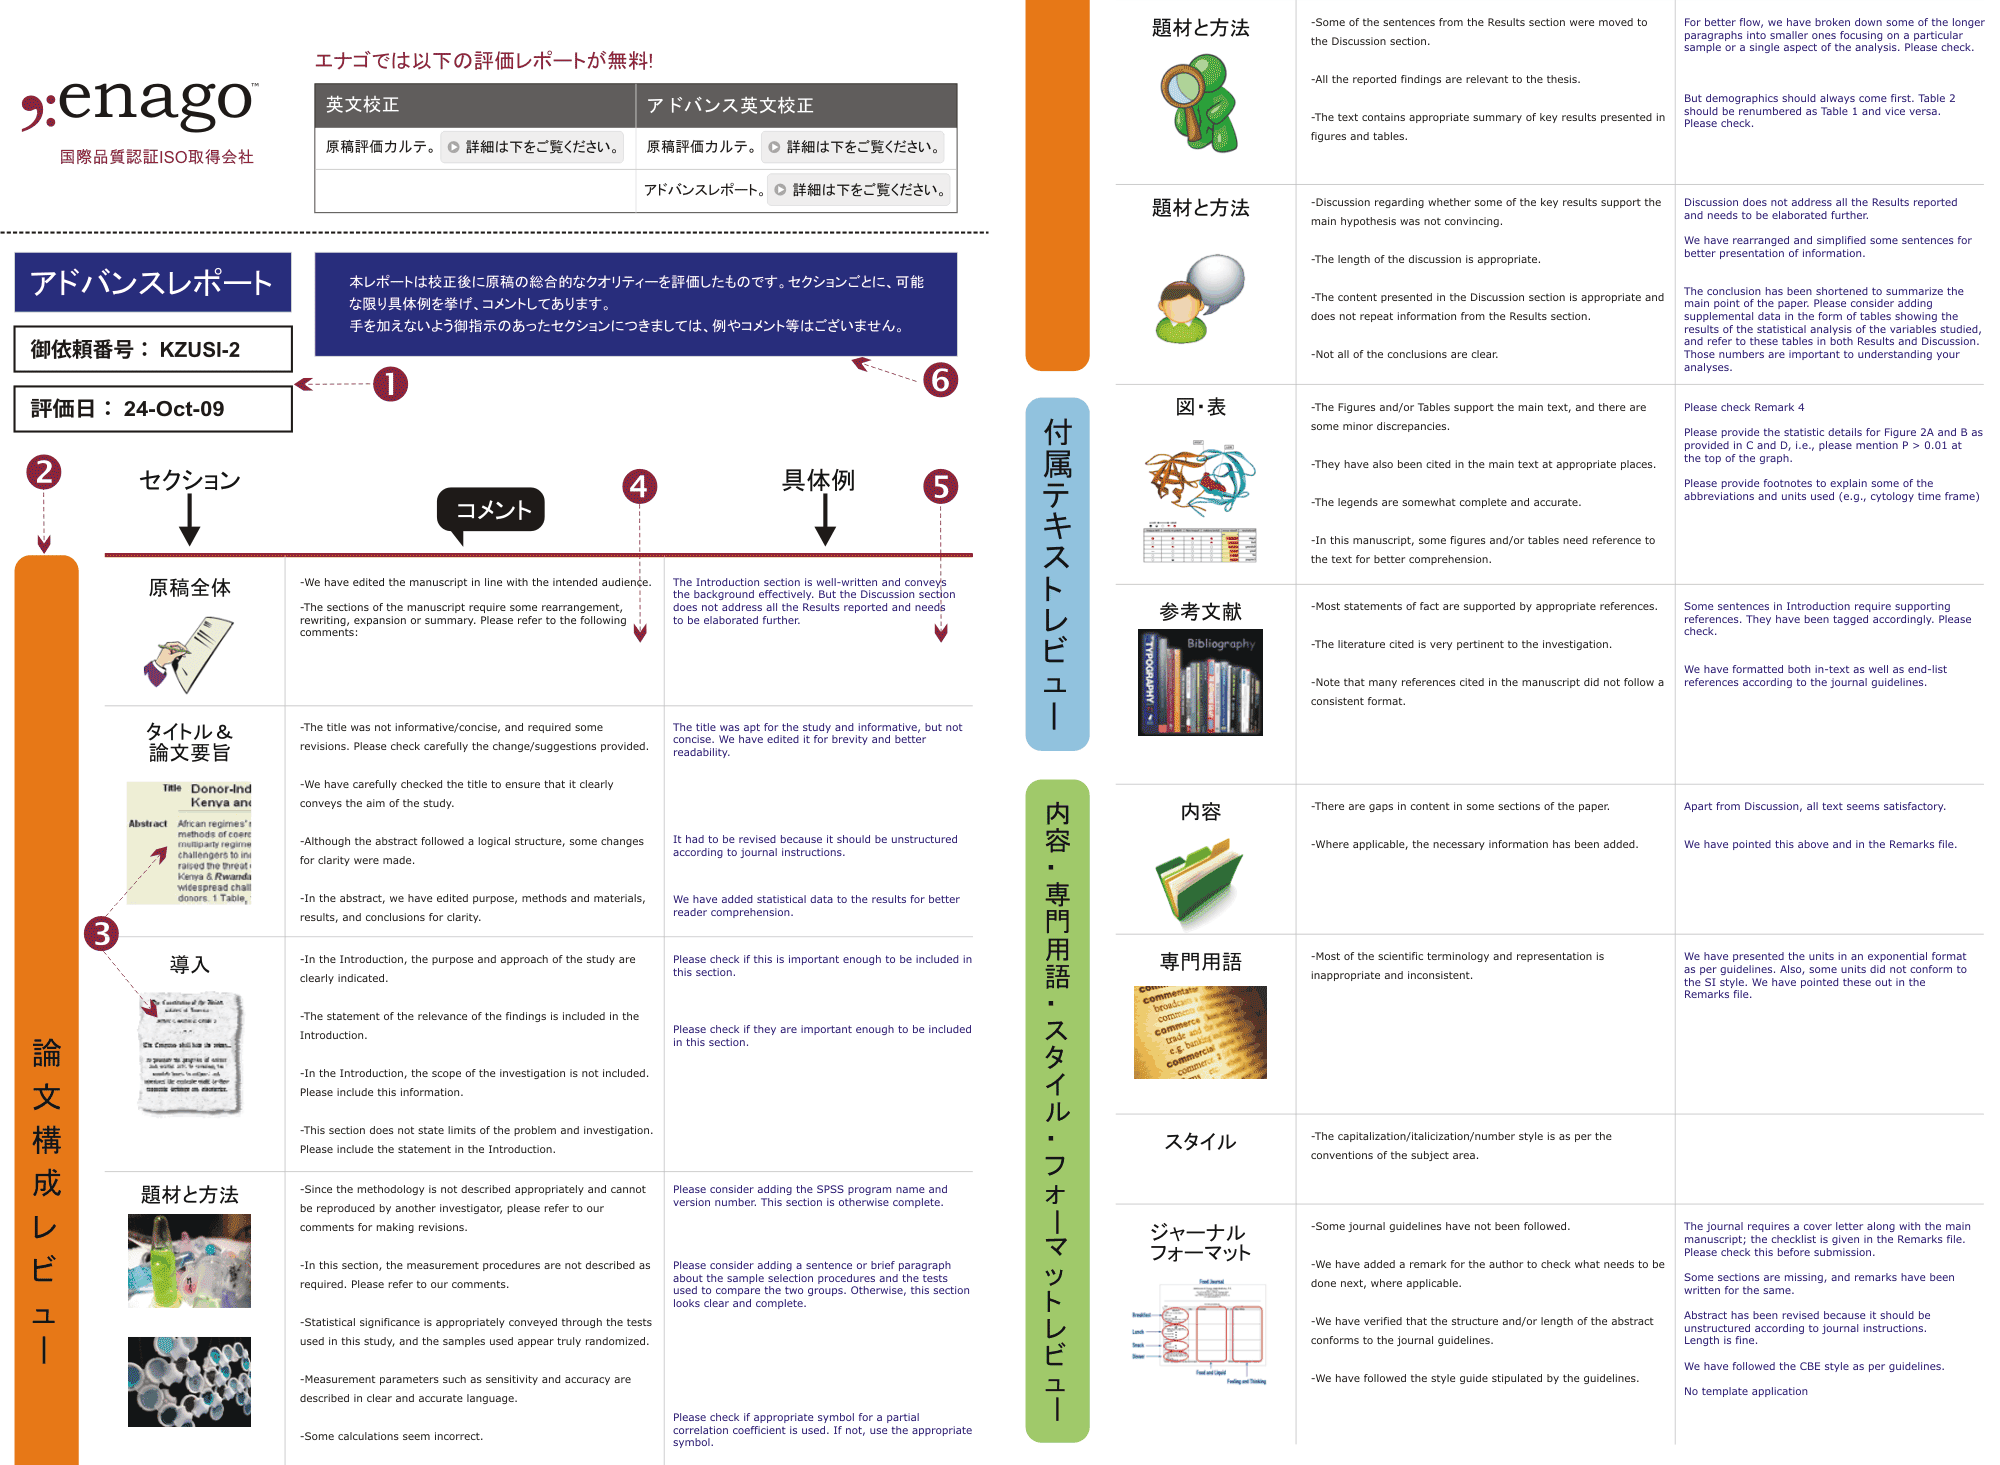 enago™
国際品質認証ISO取得会社
エナゴでは以下の評価レポートが無料!
英文校正
アドバンス英文校正
原稿評価カルテ。
詳細は下をご覧ください。
原稿評価カルテ。
詳細は下をご覧ください。
アドバンスレポート。
詳細は下をご覧ください。
アドバンスレポート
本レポートは校正後に原稿の総合的なクオリティーを評価したものです。セクションごとに、可能
な限り具体例を挙げ、コメントしてあります。
手を加えないよう御指示のあったセクションにつきましては、例やコメント等はございません。
御依頼番号： KZUSI-2
評価日： 24-Oct-09
1
6
2
セクション
コメント
4
具体例
5
論文構成レビュー
原稿全体
-We have edited the manuscript in line with the intended audience.
-The sections of the manuscript require some rearrangement,
rewriting, expansion or summary. Please refer to the following
comments:
The Introduction section is well-written and conveys
the background effectively. But the Discussion section
does not address all the Results reported and needs
to be elaborated further.
タイトル＆
論文要旨
Title Donor-Ind
Kenya and
Abstract African regimes'
methods of coerc
multiparty regime
challengers to in
raised the threat
Kenya & Rwanda
widespread chall
donors. 1 Table,
3
-The title was not informative/concise, and required some
revisions. Please check carefully the change/suggestions provided.
-We have carefully checked the title to ensure that it clearly
conveys the aim of the study.
-Although the abstract followed a logical structure, some changes
for clarity were made.
-In the abstract, we have edited purpose, methods and materials,
results, and conclusions for clarity.
The title was apt for the study and informative, but not
concise. We have edited it for brevity and better
readability.
It had to be revised because it should be unstructured
according to journal instructions.
We have added statistical data to the results for better
reader comprehension.
導入
-In the Introduction, the purpose and approach of the study are
clearly indicated.
-The statement of the relevance of the findings is included in the
Introduction.
-In the Introduction, the scope of the investigation is not included.
Please include this information.
-This section does not state limits of the problem and investigation.
Please include the statement in the Introduction.
Please check if this is important enough to be included in
this section.
Please check if they are important enough to be included
in this section.
題材と方法
-Since the methodology is not described appropriately and cannot
be reproduced by another investigator, please refer to our
comments for making revisions.
-In this section, the measurement procedures are not described as
required. Please refer to our comments.
-Statistical significance is appropriately conveyed through the tests
used in this study, and the samples used appear truly randomized.
-Measurement parameters such as sensitivity and accuracy are
described in clear and accurate language.
-Some calculations seem incorrect.
Please consider adding the SPSS program name and
version number. This section is otherwise complete.
Please consider adding a sentence or brief paragraph
about the sample selection procedures and the tests
used to compare the two groups. Otherwise, this section
looks clear and complete.
Please check if appropriate symbol for a partial
correlation coefficient is used. If not, use the appropriate
symbol.
題材と方法
-Some of the sentences from the Results section were moved to
the Discussion section.
-All the reported findings are relevant to the thesis.
-The text contains appropriate summary of key results presented in
figures and tables.
For better flow, we have broken down some of the longer
paragraphs into smaller ones focusing on a particular
sample or a single aspect of the analysis. Please check.
But demographics should always come first. Table 2
should be renumbered as Table 1 and vice versa.
Please check.
題材と方法
-Discussion regarding whether some of the key results support the
main hypothesis was not convincing.
-The length of the discussion is appropriate.
-The content presented in the Discussion section is appropriate and
does not repeat information from the Results section.
-Not all of the conclusions are clear.
Discussion does not address all the Results reported
and needs to be elaborated further.
We have rearranged and simplified some sentences for
better presentation of information.
The conclusion has been shortened to summarize the
main point of the paper. Please consider adding
supplemental data in the form of tables showing the
results of the statistical analysis of the variables studied,
and refer to these tables in both Results and Discussion.
Those numbers are important to understanding your
analyses.
付属テキストレビュー
図・表
-The Figures and/or Tables support the main text, and there are
some minor discrepancies.
-They have also been cited in the main text at appropriate places.
-The legends are somewhat complete and accurate.
-In this manuscript, some figures and/or tables need reference to
the text for better comprehension.
Please check Remark 4
Please provide the statistic details for Figure 2A and B as
provided in C and D, i.e., please mention P > 0.01 at
the top of the graph.
Please provide footnotes to explain some of the
abbreviations and units used (e.g., cytology time frame)
参考文献
Bibliography
TYPOGRAPHY
-Most statements of fact are supported by appropriate references.
-The literature cited is very pertinent to the investigation.
-Note that many references cited in the manuscript did not follow a
consistent format.
Some sentences in Introduction require supporting
references. They have been tagged accordingly. Please
check.
We have formatted both in-text as well as end-list
references according to the journal guidelines.
内容・専門用語・スタイル・フォーマットレビュー
内容
-There are gaps in content in some sections of the paper.
-Where applicable, the necessary information has been added.
Apart from Discussion, all text seems satisfactory.
We have pointed this above and in the Remarks file.
専門用語
commerce
trade and the
e.g. banking
commercial
-Most of the scientific terminology and representation is
inappropriate and inconsistent.
We have presented the units in an exponential format
as per guidelines. Also, some units did not conform to
the SI style. We have pointed these out in the
Remarks file.
スタイル
-The capitalization/italicization/number style is as per the
conventions of the subject area.
ジャーナル
フォーマット
Food Journal
Breakfast
Lunch
Snack
Dinner
Food and Liquid
Feeling and Thinking
-Some journal guidelines have not been followed.
-We have added a remark for the author to check what needs to be
done next, where applicable.
-We have verified that the structure and/or length of the abstract
conforms to the journal guidelines.
-We have followed the style guide stipulated by the guidelines.
The journal requires a cover letter along with the main
manuscript; the checklist is given in the Remarks file.
Please check this before submission.
Some sections are missing, and remarks have been
written for the same.
Abstract has been revised because it should be
unstructured according to journal instructions.
Length is fine.
We have followed the CBE style as per guidelines.
No template application